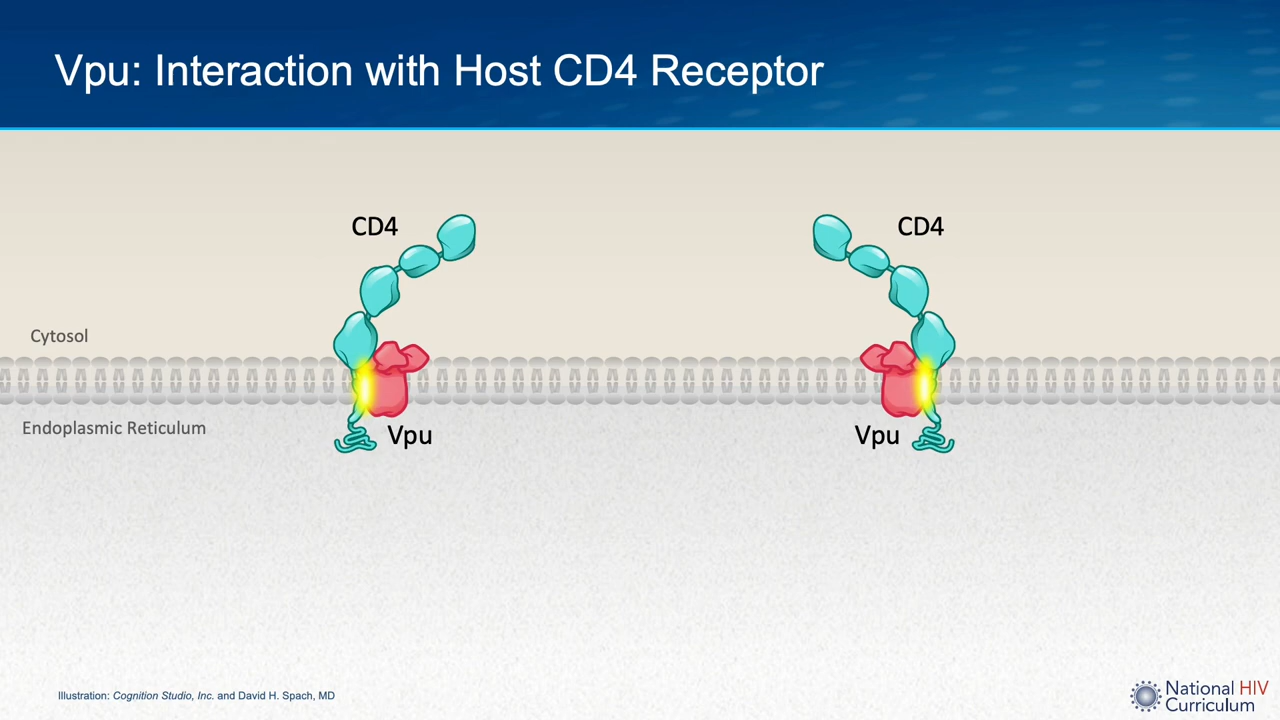 Vpu: Interaction with Host CD4 Receptor
CD4
CD4
Cytosol
Endoplasmic Reticulum
Vpu
Vpu
Illustration: Cognition Studio, Inc. and David H. Spach, MD
National HIV
Curriculum